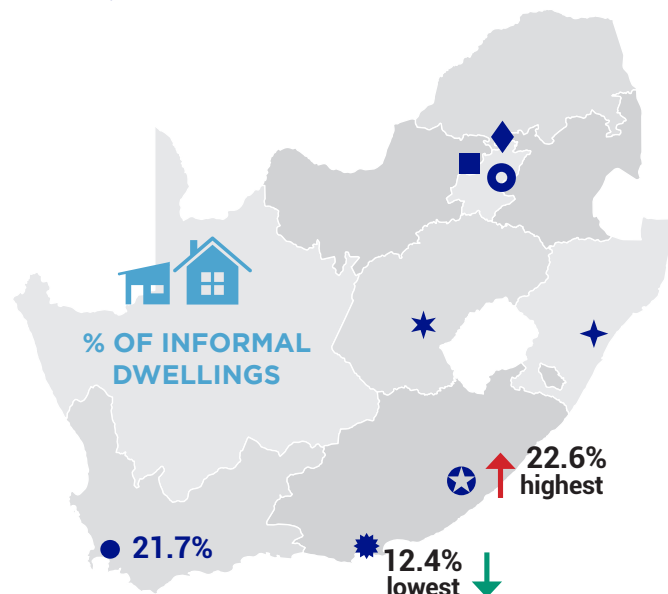 % OF INFORMAL
DWELLINGS
22.6%
highest
21.7%
12.4%
lowest